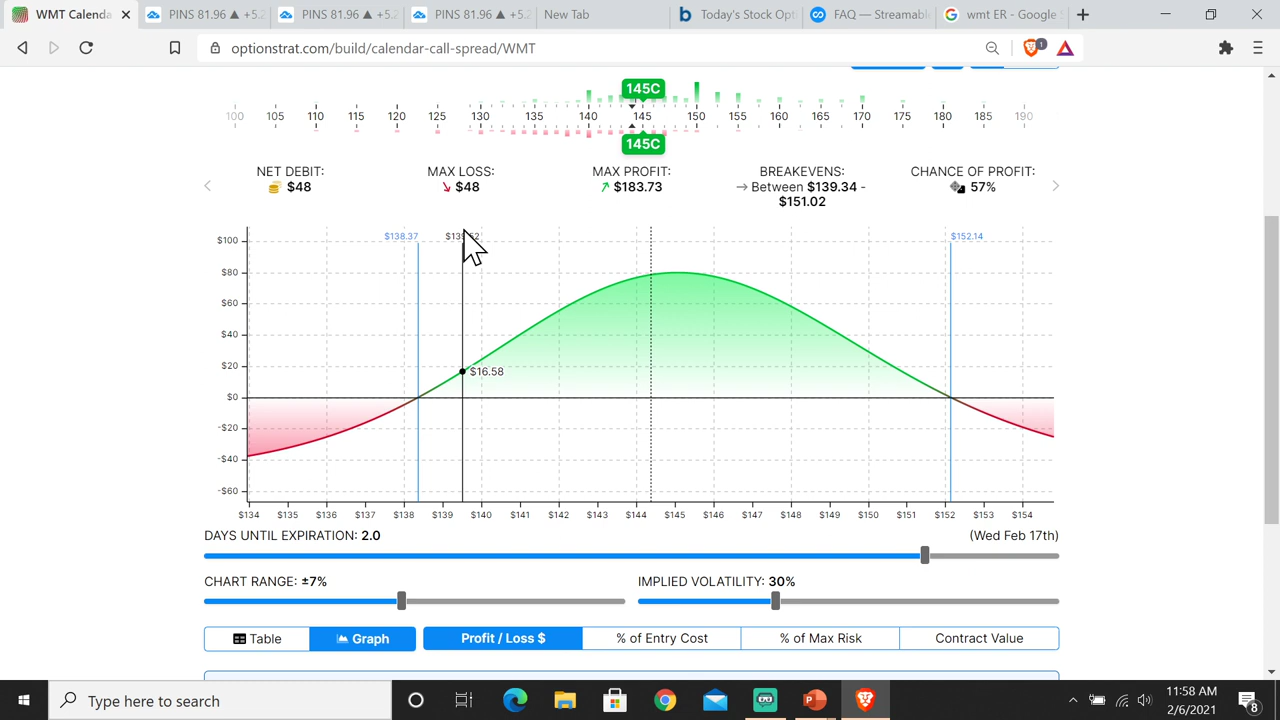 WMT Calenda
PINS 81.96 ▲ +5.2
PINS 81.96 ▲ +5.2
PINS 81.96 ▲ +5.2
New Tab
Today's Stock Opt
FAQ — Streamabl
wmt ER - Google S
optionstrat.com/build/calendar-call-spread/WMT
1
145C
100 105 110 115 120 125 130 135 140 145 150 155 160 165 170 175 180 185 190
145C
NET DEBIT: MAX LOSS: MAX PROFIT: BREAKEVENS: CHANCE OF PROFIT:
$48 $48 $183.73 Between $139.34 - 57%
$151.02
$138.37 $152.14
$100
$80
$60
$40
$20
$16.58
$0
-$20
-$40
-$60
$134 $135 $136 $137 $138 $139 $140 $141 $142 $143 $144 $145 $146 $147 $148 $149 $150 $151 $152 $153 $154
DAYS UNTIL EXPIRATION: 2.0 (Wed Feb 17th)
CHART RANGE: ±7% IMPLIED VOLATILITY: 30%
Table Graph Profit / Loss $ % of Entry Cost % of Max Risk Contract Value
Type here to search
11:58 AM
2/6/2021
8